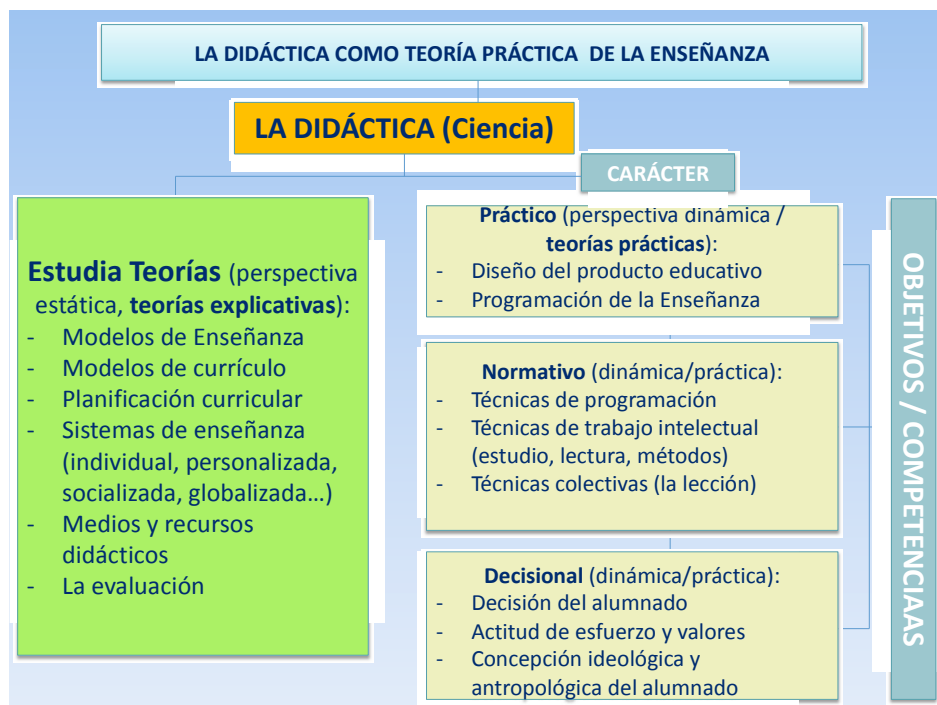 LA DIDÁCTICA COMO TEORÍA PRÁCTICA DE LA ENSEÑANZA
LA DIDÁCTICA (Ciencia)
CARÁCTER
Estudia Teorías (perspectiva
estática, teorías explicativas):
- Modelos de Enseñanza
- Modelos de currículo
- Planificación curricular
- Sistemas de enseñanza
(individual, personalizada,
socializada, globalizada…)
- Medios y recursos
didácticos
- La evaluación
Práctico (perspectiva dinámica /
teorías prácticas):
- Diseño del producto educativo
- Programación de la Enseñanza
Normativo (dinámica/práctica):
- Técnicas de programación
- Técnicas de trabajo intelectual
(estudio, lectura, métodos)
- Técnicas colectivas (la lección)
Decisional (dinámica/práctica):
- Decisión del alumnado
- Actitud de esfuerzo y valores
- Concepción ideológica y
antropológica del alumnado
OBJETIVOS / COMPETENCIAAS